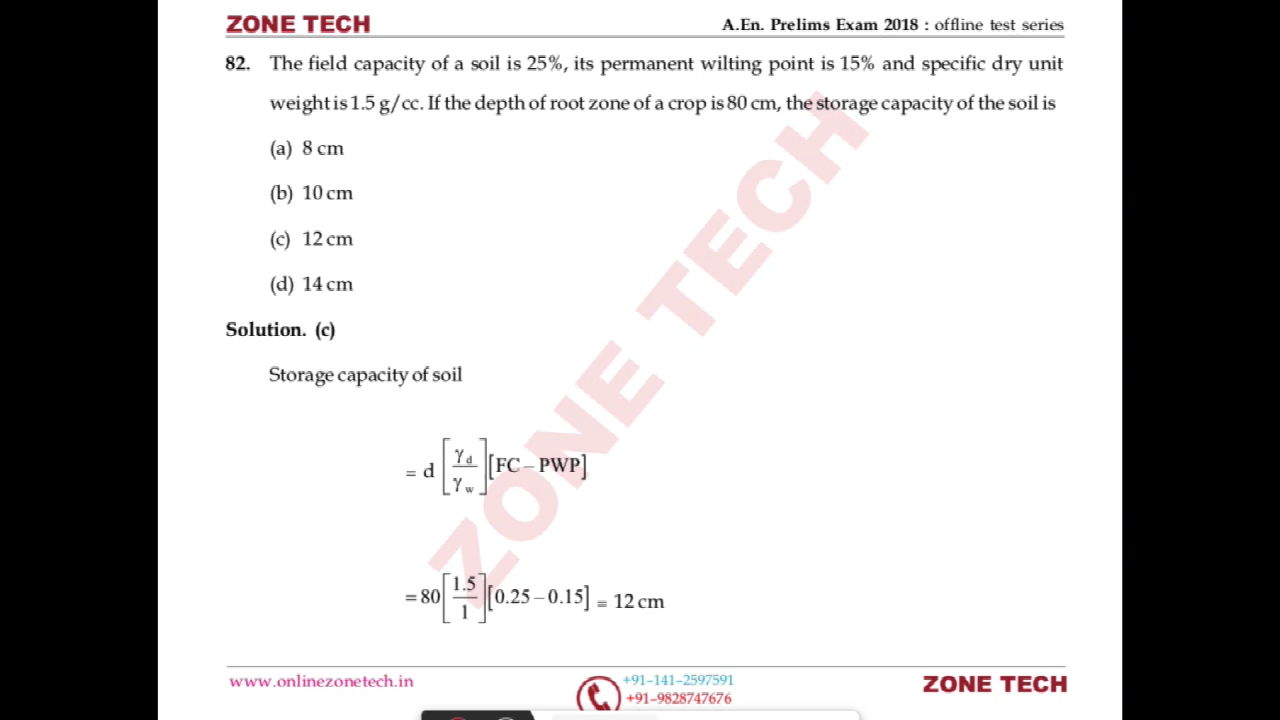 ZONE TECH
A.En. Prelims Exam 2018 : offline test series
82. The field capacity of a soil is 25%, its permanent wilting point is 15% and specific dry unit
weight is 1.5 g/cc. If the depth of root zone of a crop is 80 cm, the storage capacity of the soil is
(a) 8 cm
(b) 10 cm
(c) 12 cm
(d) 14 cm
Solution. (c)
Storage capacity of soil
= d [γd/γw] [FC – PWP]
= 80 [1.5/1] [0.25 – 0.15] = 12 cm
ZONE TECH
www.onlinezonetech.in
+91-141-2597591
+91-9828747676
ZONE TECH